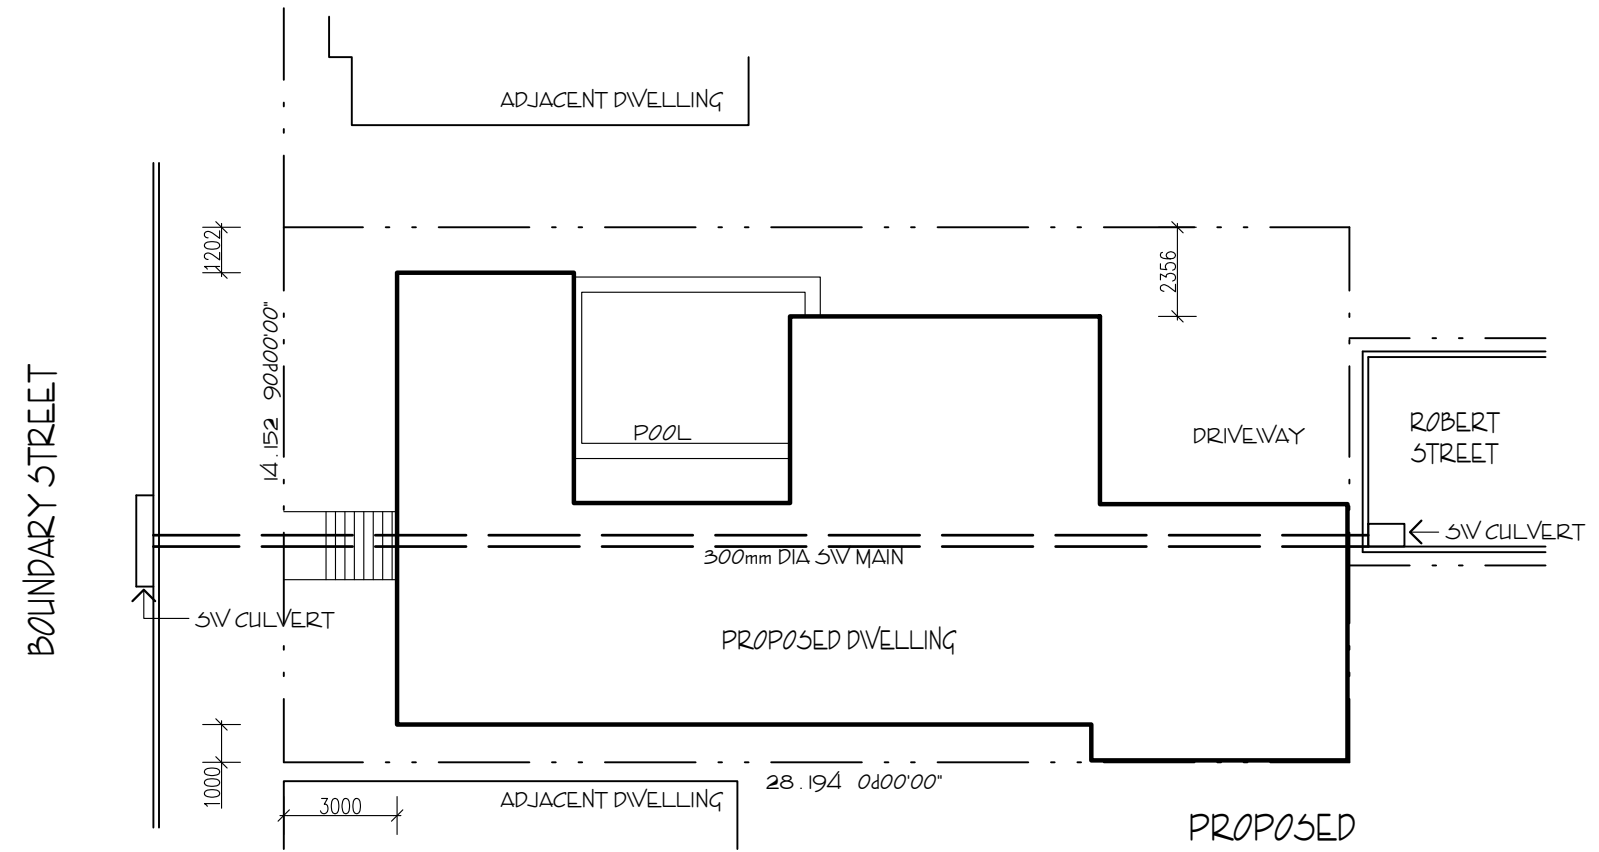 ADJACENT DWELLING
1202
2356
14.152 90d00'00"
BOUNDARY STREET
POOL
DRIVEWAY
ROBERT
STREET
SW CULVERT
300mm DIA SW MAIN
SW CULVERT
PROPOSED DWELLING
1000
28.194 0d00'00"
3000
ADJACENT DWELLING
PROPOSED